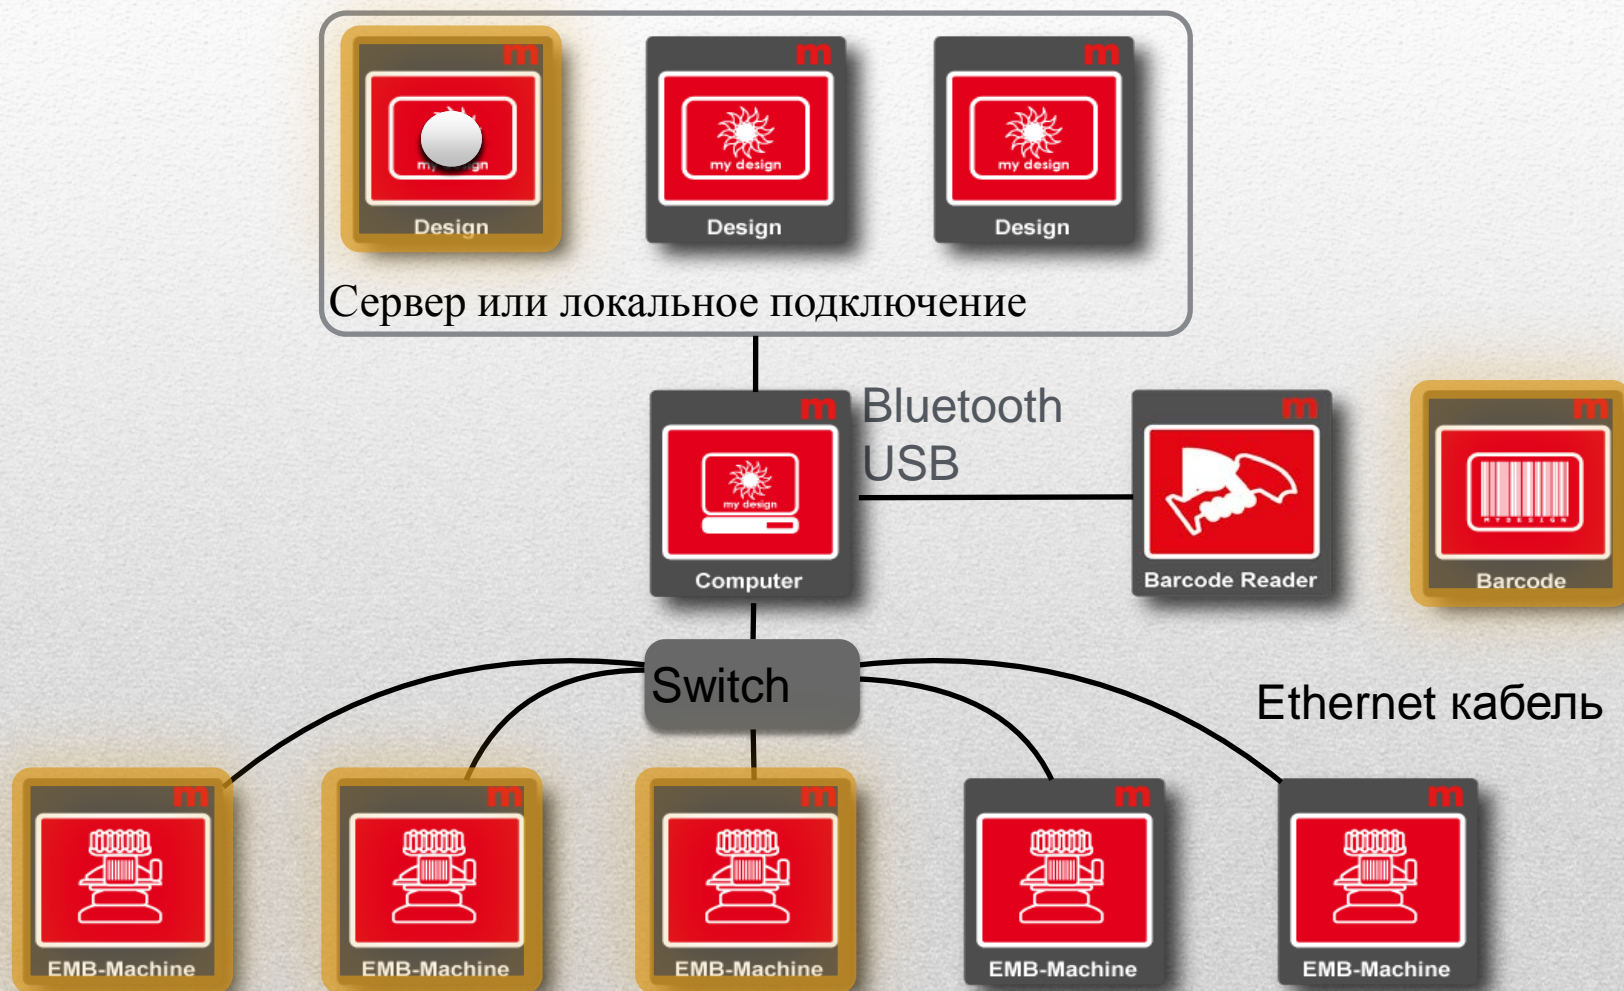 m
m
m
my design
my design
my design
Design
Design
Design
Сервер или локальное подключение
m
Bluetooth
USB
m
m
my design
MYDESIGN
Computer
Barcode Reader
Barcode
Switch
Ethernet кабель
m
m
m
m
m
EMB-Machine
EMB-Machine
EMB-Machine
EMB-Machine
EMB-Machine